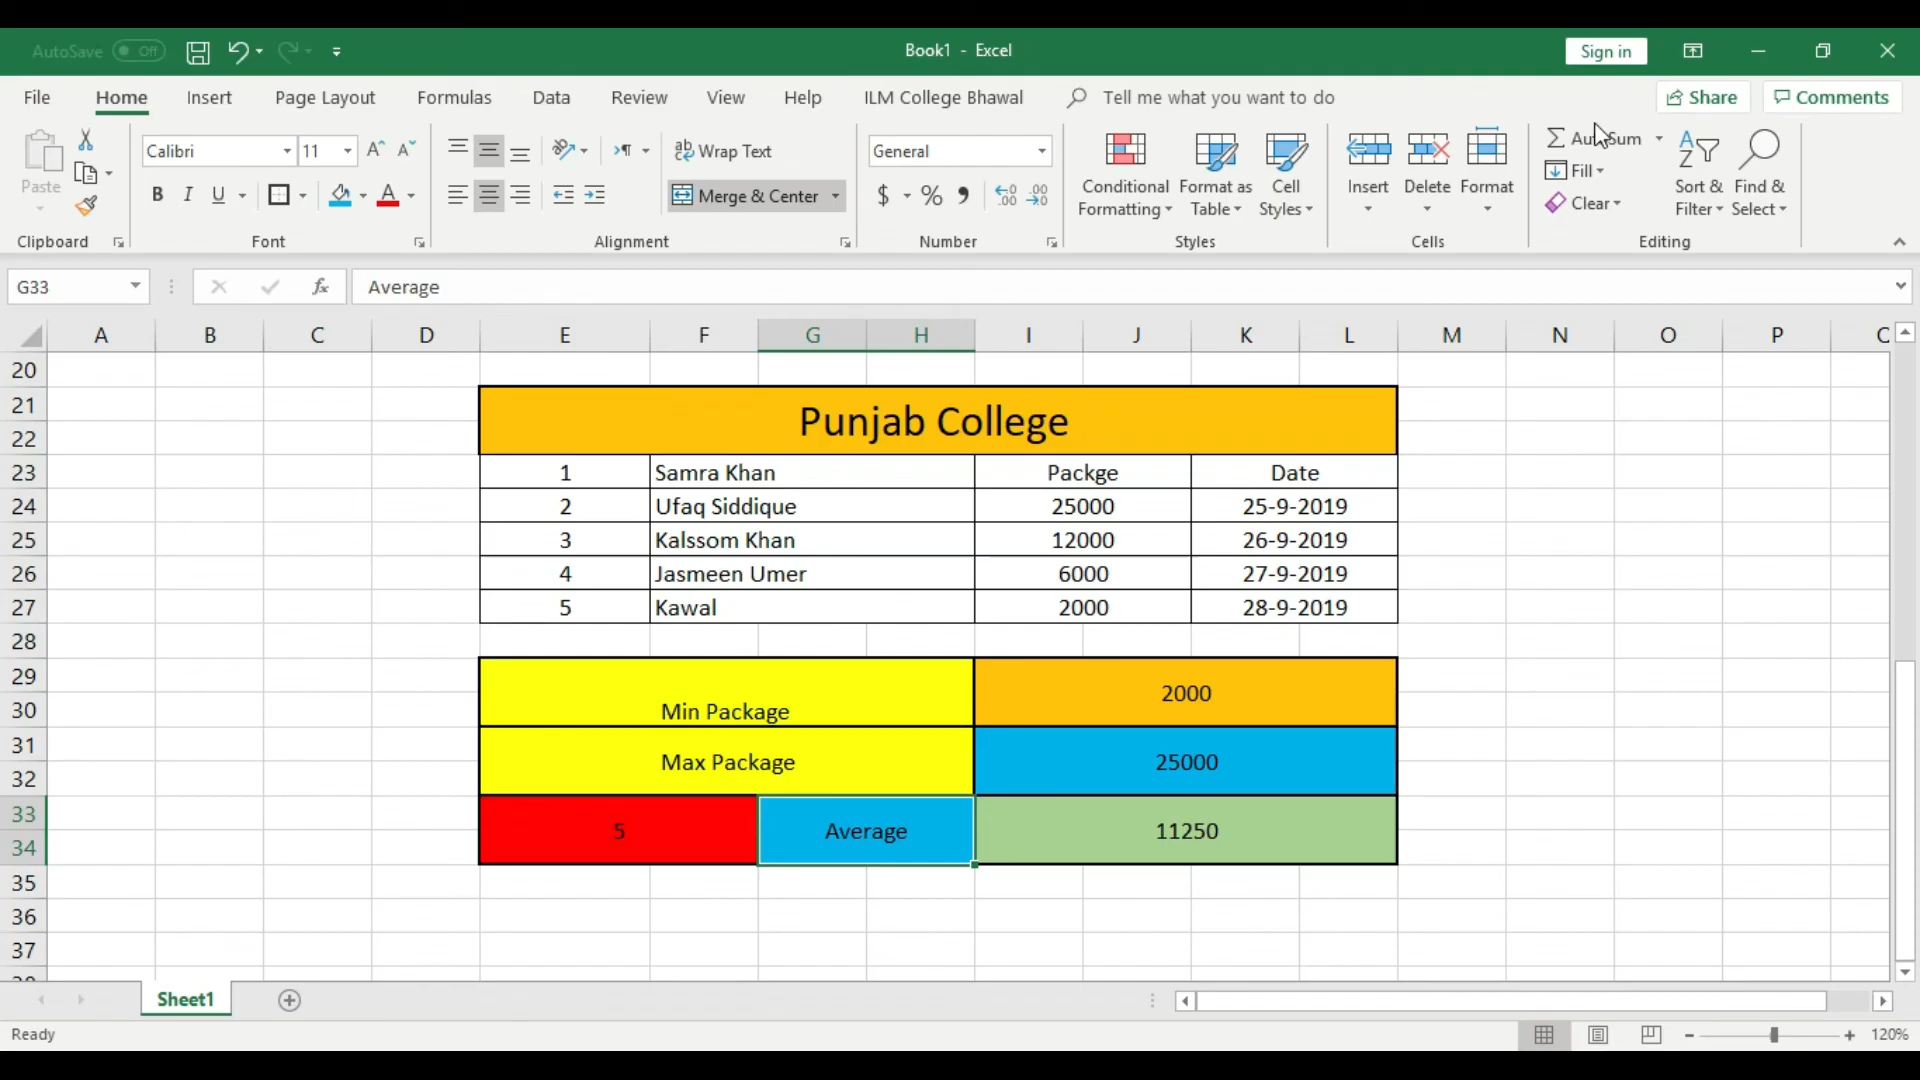 AutoSave Off Book1 - Excel Sign in
File Home Insert Page Layout Formulas Data Review View Help ILM College Bhawal Tell me what you want to do Share Comments
Paste Calibri 11 Wrap Text General Conditional Formatting Format as Table Cell Styles Insert Delete Format AutoSum Sort & Filter Find & Select
B I U Merge & Center $ % , Fill
Clear
Clipboard Font Alignment Number Styles Cells Editing
G33 fx Average
A B C D E F G H I J K L M N O P
20
21
Punjab College
22
23 1 Samra Khan Packge Date
24 2 Ufaq Siddique 25000 25-9-2019
25 3 Kalssom Khan 12000 26-9-2019
26 4 Jasmeen Umer 6000 27-9-2019
27 5 Kawal 2000 28-9-2019
28
29
2000
30 Min Package
31
Max Package 25000
32
33
5 Average 11250
34
35
36
37
Sheet1
Ready 120%